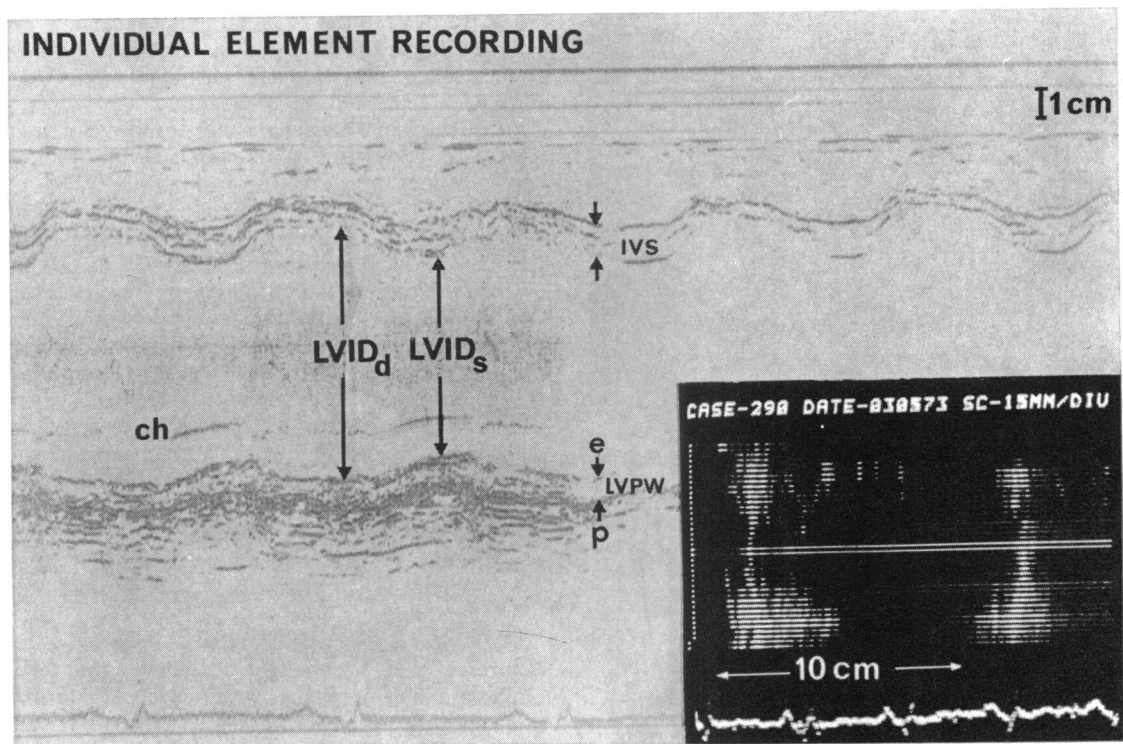 INDIVIDUAL ELEMENT RECORDING
1cm
IVS
LVIDd LVIDs
ch
e
LVPW
p
CASE-290 DATE-030573 SC-15MM/DIV
10 cm